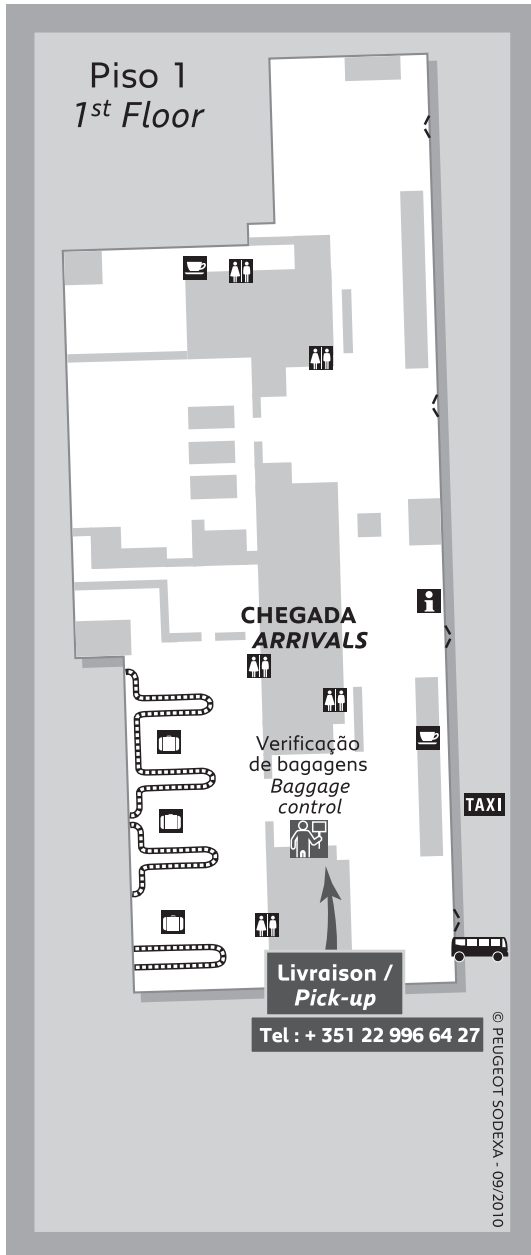 Piso 1
1st Floor
CHEGADA
ARRIVALS
Verificação
de bagagens
Baggage
control
TAXI
Livraison /
Pick-up
Tel : + 351 22 996 64 27
© PEUGEOT SODEXA - 09/2010